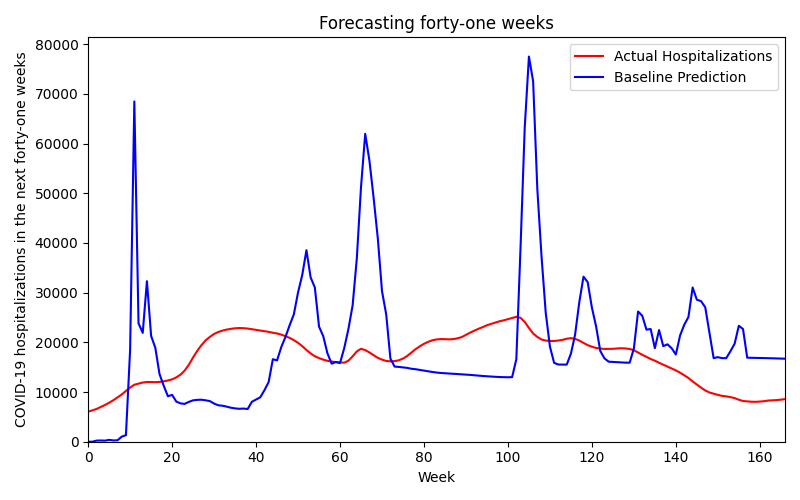 Forecasting forty-one weeks
COVID-19 hospitalizations in the next forty-one weeks
80000
70000
60000
50000
40000
30000
20000
10000
0
Actual Hospitalizations
Baseline Prediction
0 20 40 60 80 100 120 140 160
Week